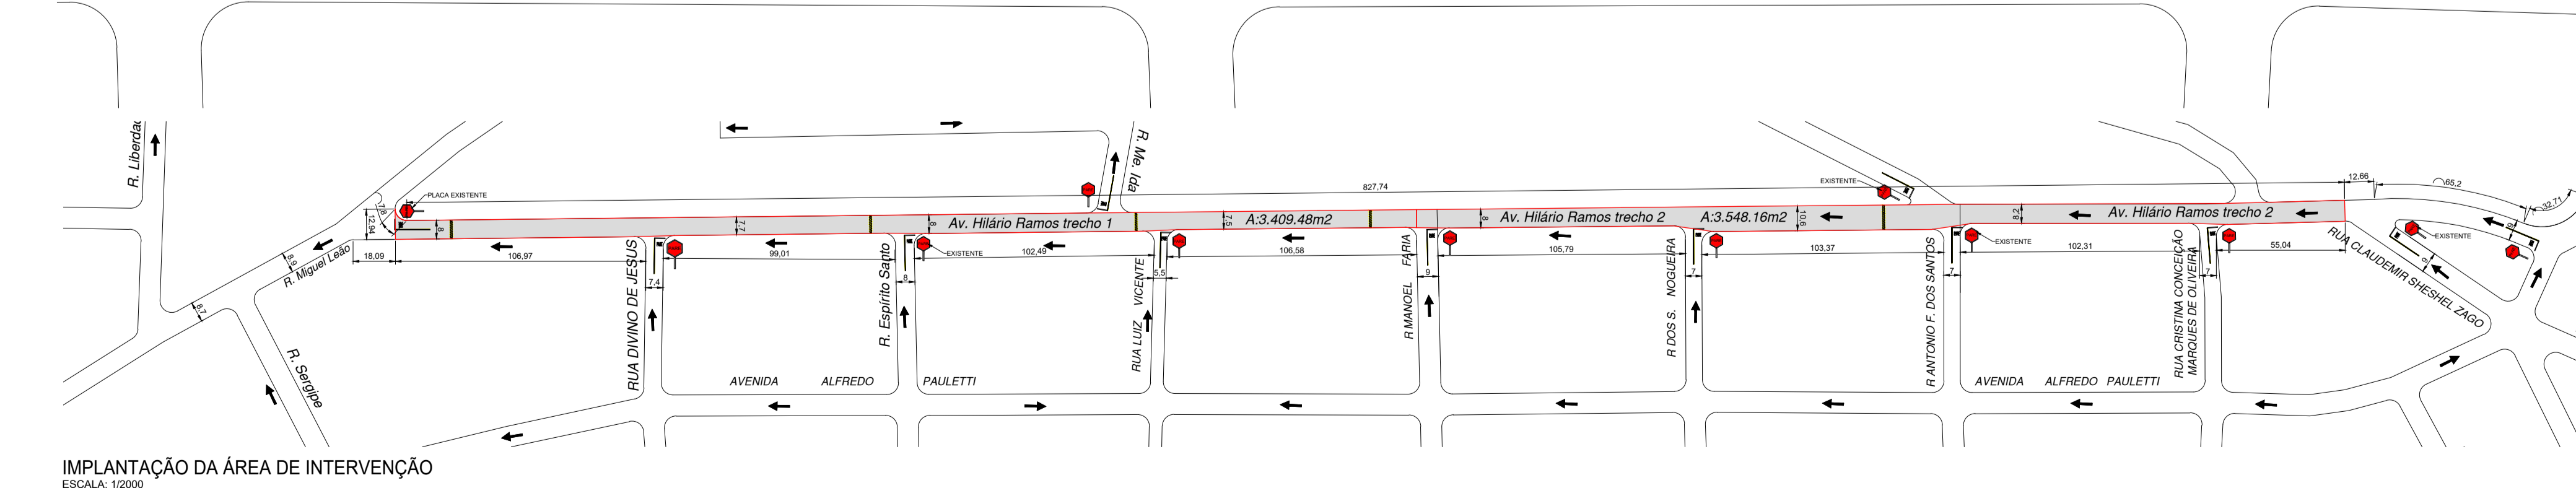 R. Liberdad
R. Me. Ida
PLACA EXISTENTE
827,74
EXISTENTE
12,66
65,2
32,71
7,8
12,94
8
7,7
8
Av. Hilário Ramos trecho 1
7,5
A:3.409.48m2
8
Av. Hilário Ramos trecho 2
A:3.548.16m2
10,6
8,2
Av. Hilário Ramos trecho 2
EXISTENTE
6
8,9
R. Miguel Leão
18,09
106,97
99,01
EXISTENTE
102,49
106,58
105,79
103,37
EXISTENTE
102,31
55,04
RUA CLAUDEMIR SHESHEL ZAGO
6
8,7
7,4
8
5,5
9
7
7
7
R. Sergipe
RUA DIVINO DE JESUS
R. Espírito Santo
RUA LUIZ VICENTE
R MANOEL FARIA
R DOS S. NOGUEIRA
R ANTONIO F. DOS SANTOS
RUA CRISTINA CONCEIÇÃO
MARQUES DE OLIVEIRA
AVENIDA ALFREDO PAULETTI
AVENIDA ALFREDO PAULETTI
IMPLANTAÇÃO DA ÁREA DE INTERVENÇÃO
ESCALA: 1/2000